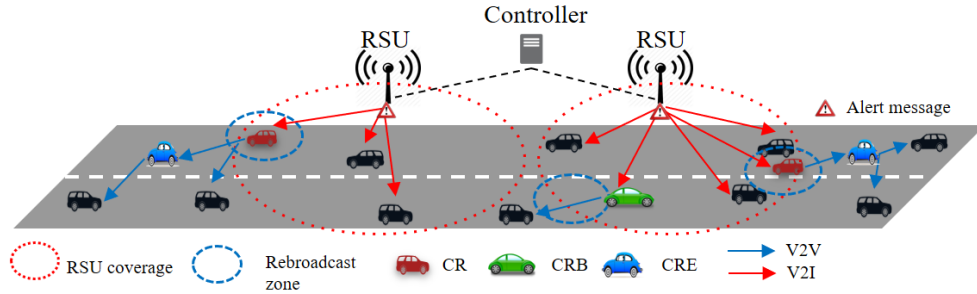 Controller
RSU
RSU
Alert message
RSU coverage
Rebroadcast
zone
CR
CRB
CRE
V2V
V2I